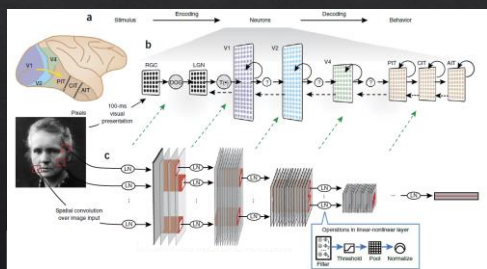 a
Stimulus
Encoding
Neurons
Decoding
Behavior
b
V1
V2
V4
PIT
CIT
AIT
RGC
DOG
LGN
T(•)
V1
V2
?
?
V4
?
?
PIT
CIT
AIT
100-ms
visual
presentation
Pixels
c
LN
LN
LN
LN
LN
LN
LN
LN
LN
LN
...
LN
Spatial convolution
over image input
Operations in linear-nonlinear layer
Filter
Threshold
Pool
Normalize